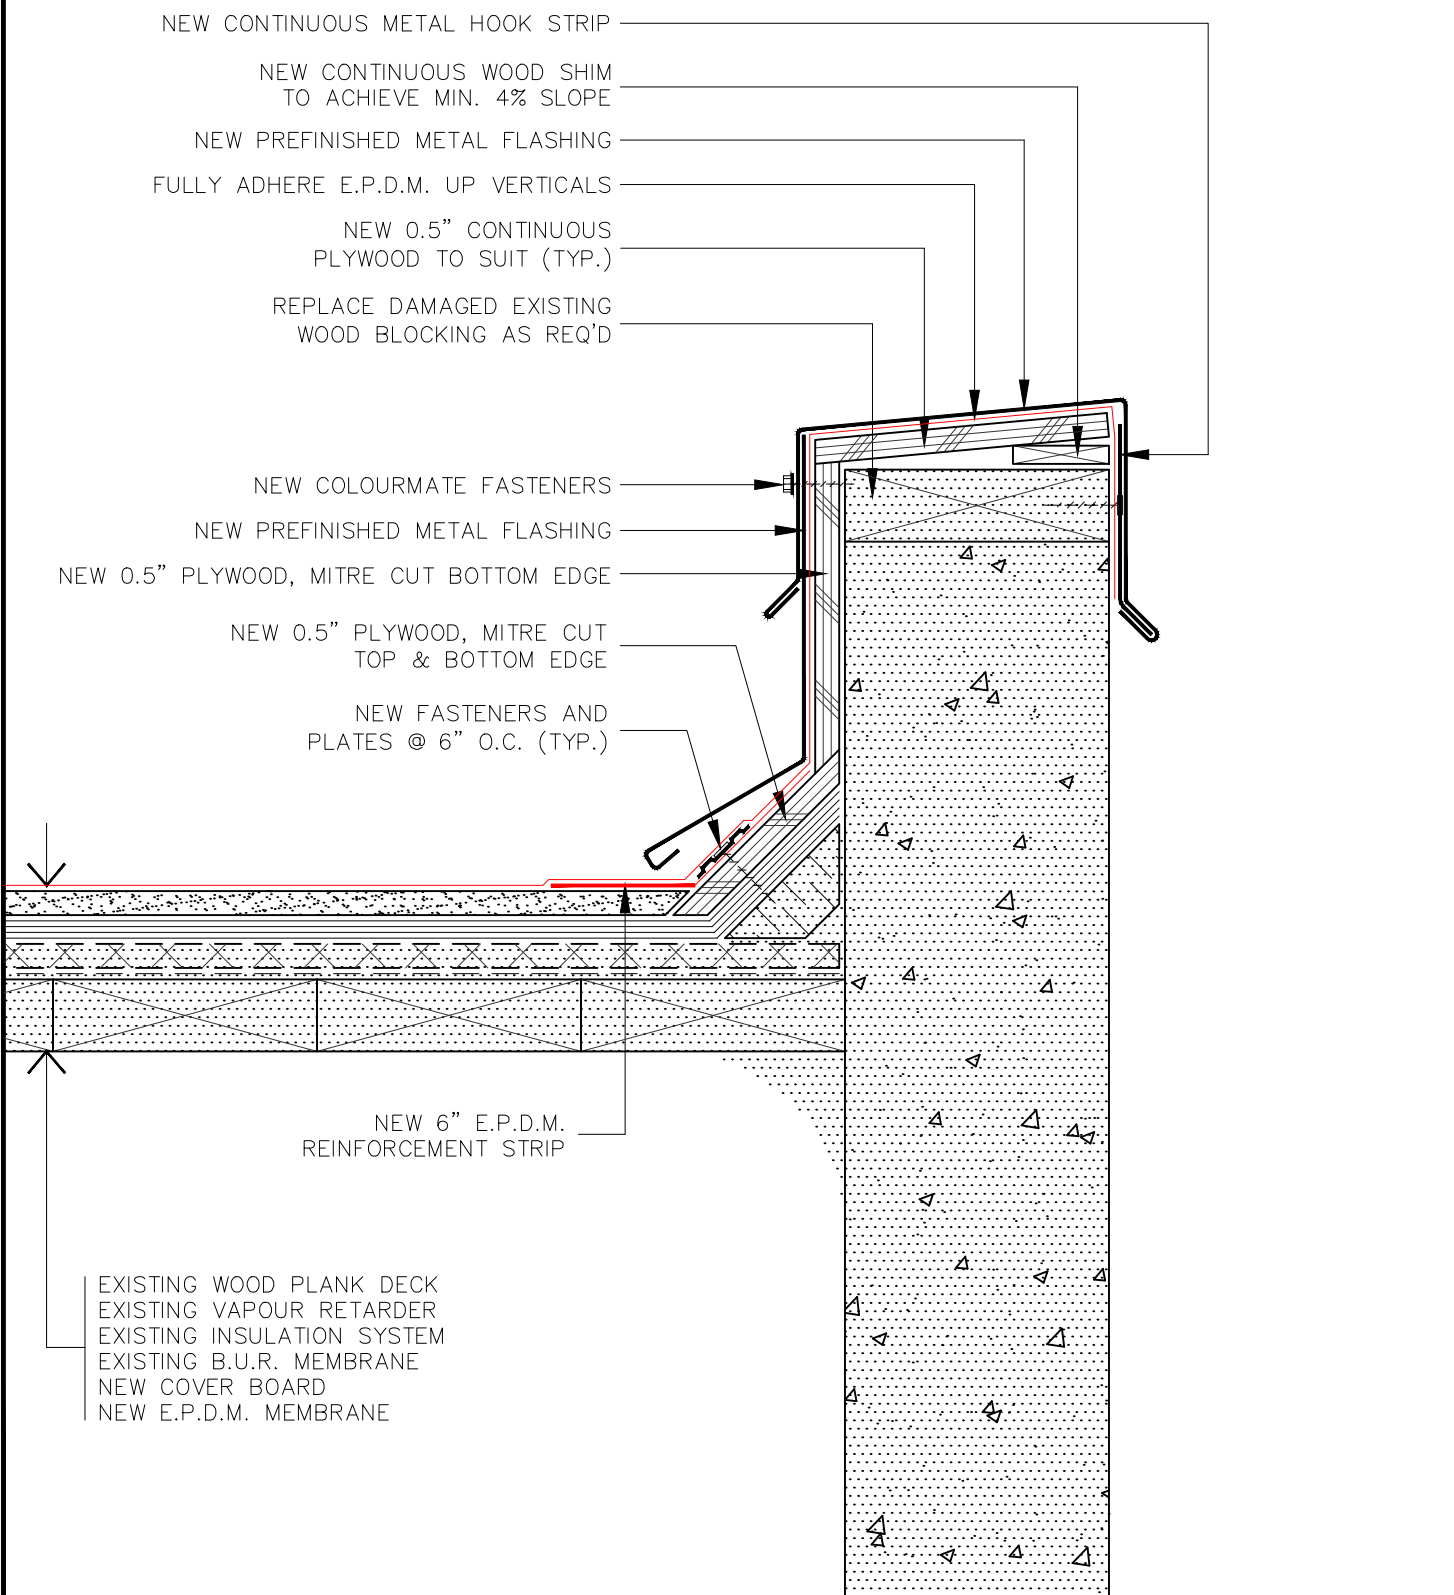 NEW CONTINUOUS METAL HOOK STRIP
NEW CONTINUOUS WOOD SHIM
TO ACHIEVE MIN. 4% SLOPE
NEW PREFINISHED METAL FLASHING
FULLY ADHERE E.P.D.M. UP VERTICALS
NEW 0.5” CONTINUOUS
PLYWOOD TO SUIT (TYP.)
REPLACE DAMAGED EXISTING
WOOD BLOCKING AS REQ’D
NEW COLOURMATE FASTENERS
NEW PREFINISHED METAL FLASHING
NEW 0.5” PLYWOOD, MITRE CUT BOTTOM EDGE
NEW 0.5” PLYWOOD, MITRE CUT
TOP & BOTTOM EDGE
NEW FASTENERS AND
PLATES @ 6” O.C. (TYP.)
NEW 6” E.P.D.M.
REINFORCEMENT STRIP
EXISTING WOOD PLANK DECK
EXISTING VAPOUR RETARDER
EXISTING INSULATION SYSTEM
EXISTING B.U.R. MEMBRANE
NEW COVER BOARD
NEW E.P.D.M. MEMBRANE